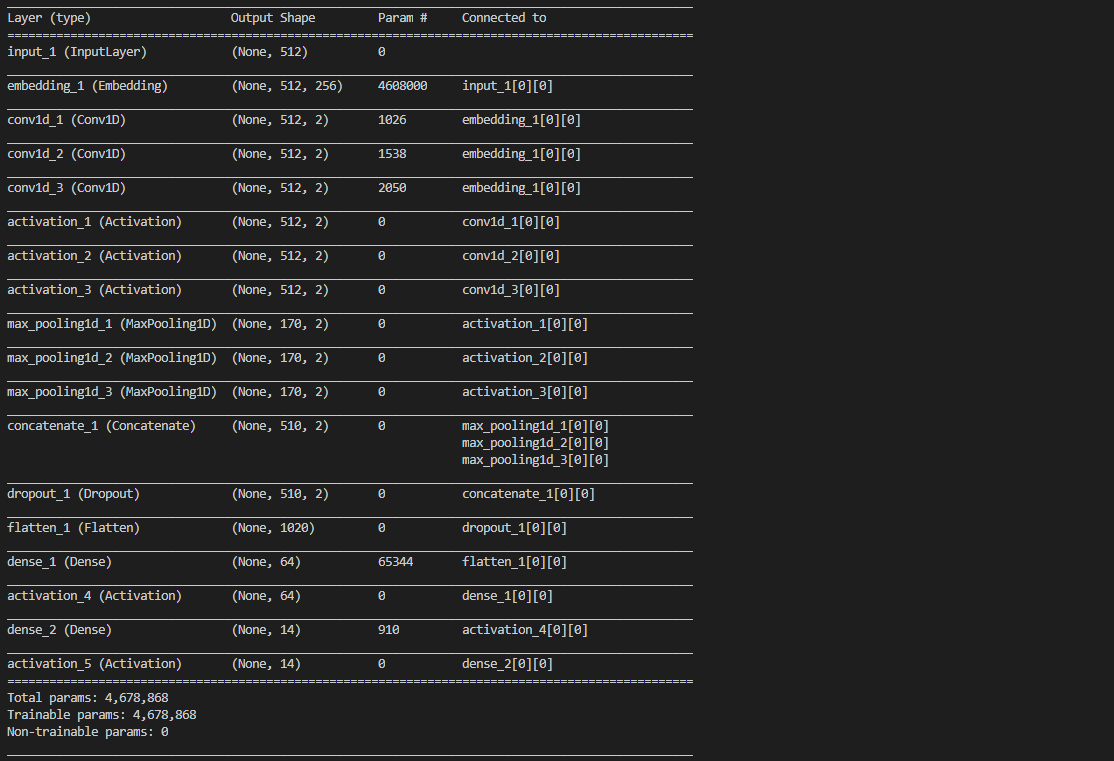 Layer (type) Output Shape Param # Connected to
input_1 (InputLayer) (None, 512) 0
embedding_1 (Embedding) (None, 512, 256) 4608000 input_1[0][0]
conv1d_1 (Conv1D) (None, 512, 2) 1026 embedding_1[0][0]
conv1d_2 (Conv1D) (None, 512, 2) 1538 embedding_1[0][0]
conv1d_3 (Conv1D) (None, 512, 2) 2050 embedding_1[0][0]
activation_1 (Activation) (None, 512, 2) 0 conv1d_1[0][0]
activation_2 (Activation) (None, 512, 2) 0 conv1d_2[0][0]
activation_3 (Activation) (None, 512, 2) 0 conv1d_3[0][0]
max_pooling1d_1 (MaxPooling1D) (None, 170, 2) 0 activation_1[0][0]
max_pooling1d_2 (MaxPooling1D) (None, 170, 2) 0 activation_2[0][0]
max_pooling1d_3 (MaxPooling1D) (None, 170, 2) 0 activation_3[0][0]
concatenate_1 (Concatenate) (None, 510, 2) 0 max_pooling1d_1[0][0]
max_pooling1d_2[0][0]
max_pooling1d_3[0][0]
dropout_1 (Dropout) (None, 510, 2) 0 concatenate_1[0][0]
flatten_1 (Flatten) (None, 1020) 0 dropout_1[0][0]
dense_1 (Dense) (None, 64) 65344 flatten_1[0][0]
activation_4 (Activation) (None, 64) 0 dense_1[0][0]
dense_2 (Dense) (None, 14) 910 activation_4[0][0]
activation_5 (Activation) (None, 14) 0 dense_2[0][0]
Total params: 4,678,868
Trainable params: 4,678,868
Non-trainable params: 0